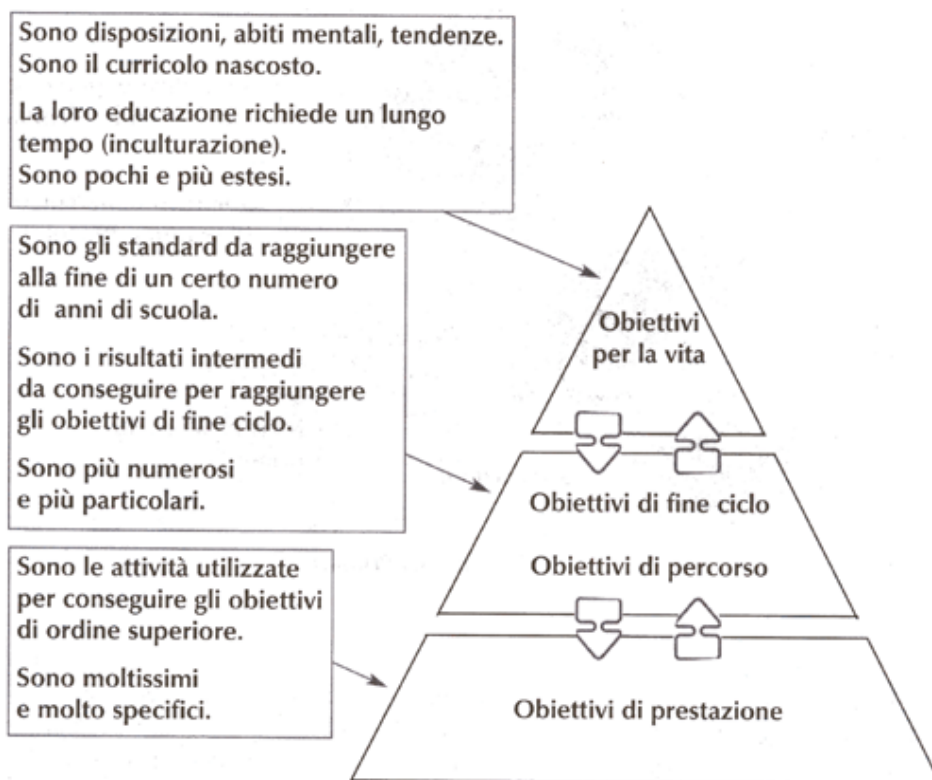 Sono disposizioni, abiti mentali, tendenze.
Sono il curricolo nascosto.
La loro educazione richiede un lungo
tempo (inculturazione).
Sono pochi e più estesi.
Sono gli standard da raggiungere
alla fine di un certo numero
di anni di scuola.
Sono i risultati intermedi
da conseguire per raggiungere
gli obiettivi di fine ciclo.
Sono più numerosi
e più particolari.
Sono le attività utilizzate
per conseguire gli obiettivi
di ordine superiore.
Sono moltissimi
e molto specifici.
Obiettivi
per la vita
Obiettivi di fine ciclo
Obiettivi di percorso
Obiettivi di prestazione